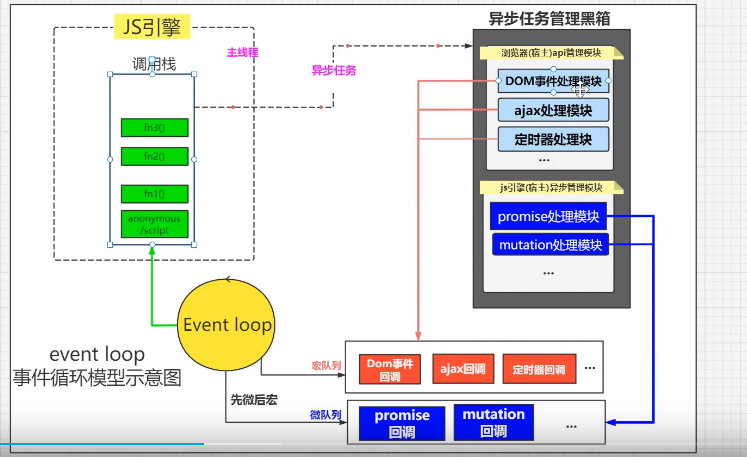 JS引擎
主线程
调用栈
fn3()
fn2()
fn1()
anonymous
/script
异步任务
异步任务管理黑箱
浏览器(宿主)api管理模块
DOM事件处理模块
ajax处理模块
定时器处理块
...
js引擎(宿主)异步管理模块
promise处理模块
mutation处理模块
...
Event loop
event loop
事件循环模型示意图
先微后宏
宏队列
Dom事件
回调
ajax回调
定时器回调
...
微队列
promise
回调
mutation
回调
...